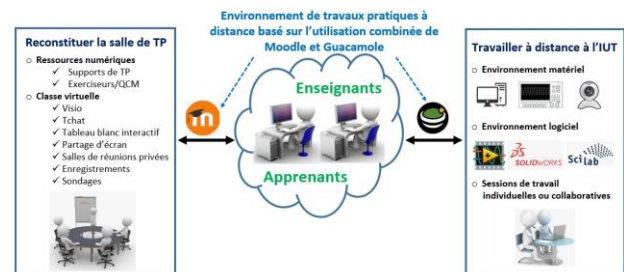 Environnement de travaux pratiques à
distance basé sur l'utilisation combinée de
Moodle et Guacamole
Reconstituer la salle de TP
o Ressources numériques
✓ Supports de TP
✓ Exerciseurs/QCM
o Classe virtuelle
✓ Visio
✓ Tchat
✓ Tableau blanc interactif
✓ Partage d'écran
✓ Salles de réunions privées
✓ Enregistrements
✓ Sondages
m
Enseignants
Apprenants
Travailler à distance à l'IUT
o Environnement matériel
o Environnement logiciel
SOLIDWORKS
Scilab
o Sessions de travail
individuelles ou collaboratives